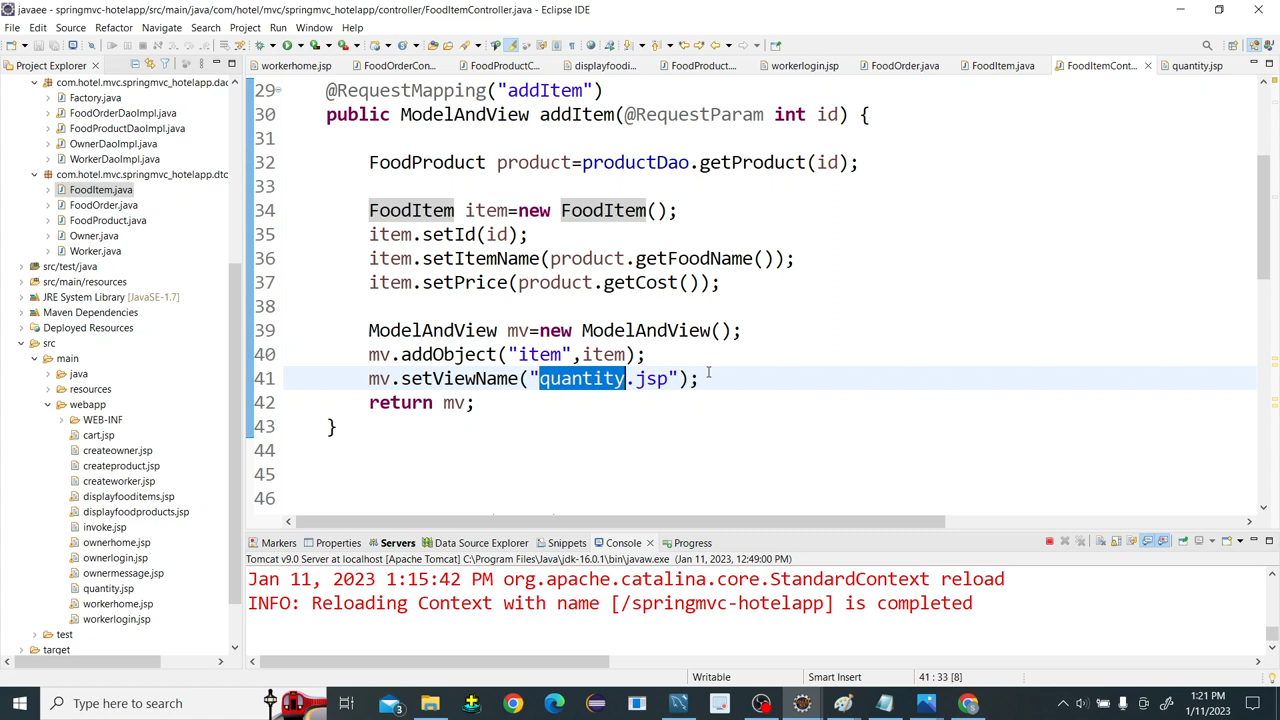 javaee - springmvc-hotelapp/src/main/java/com/hotel/mvc/springmvc_hotelapp/controller/FoodItemController.java - Eclipse IDE
File Edit Source Refactor Navigate Search Project Run Window Help
Project Explorer
workerhome.jsp FoodOrderCon... FoodProductC... displayfoodi... FoodProduct.... workerlogin.jsp FoodOrder.java FoodItem.java FoodItemCont... quantity.jsp
com.hotel.mvc.springmvc_hotelapp.dao
Factory.java
FoodOrderDaoImpl.java
FoodProductDaoImpl.java
OwnerDaoImpl.java
WorkerDaoImpl.java
com.hotel.mvc.springmvc_hotelapp.dto
FoodItem.java
FoodOrder.java
FoodProduct.java
Owner.java
Worker.java
src/test/java
src/main/resources
JRE System Library [JavaSE-1.7]
Maven Dependencies
Deployed Resources
src
main
java
resources
webapp
WEB-INF
cart.jsp
createowner.jsp
createproduct.jsp
createworker.jsp
displayfooditems.jsp
displayfoodproducts.jsp
invoke.jsp
ownerhome.jsp
ownerlogin.jsp
ownermessage.jsp
quantity.jsp
workerhome.jsp
workerlogin.jsp
test
target
29 @RequestMapping("addItem")
30 public ModelAndView addItem(@RequestParam int id) {
31
32 FoodProduct product=productDao.getProduct(id);
33
34 FoodItem item=new FoodItem();
35 item.setId(id);
36 item.setItemName(product.getFoodName());
37 item.setPrice(product.getCost());
38
39 ModelAndView mv=new ModelAndView();
40 mv.addObject("item",item);
41 mv.setViewName("quantity.jsp");
42 return mv;
43 }
44
45
46
Markers Properties Servers Data Source Explorer Snippets Console Progress
Tomcat v9.0 Server at localhost [Apache Tomcat] C:\Program Files\Java\jdk-16.0.1\bin\javaw.exe (Jan 11, 2023, 12:49:00 PM)
Jan 11, 2023 1:15:42 PM org.apache.catalina.core.StandardContext reload
INFO: Reloading Context with name [/springmvc-hotelapp] is completed
Writable Smart Insert 41 : 33 [8]
Type here to search
3
1:21 PM
1/11/2023